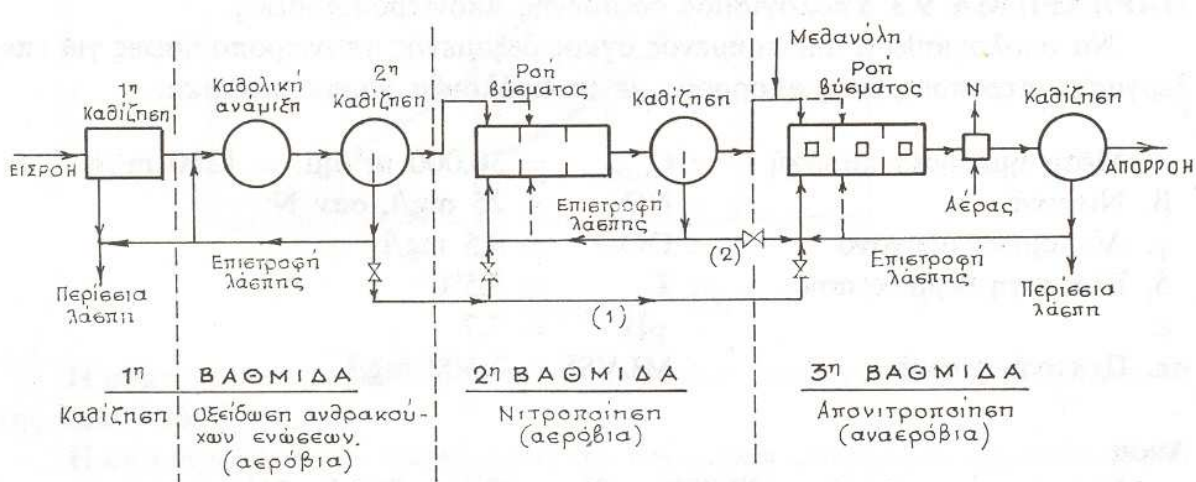 1η
Καθίζηση
Καθολική
ανάμιξη
2η
Καθίζηση
Ροή
βύσματος
Καθίζηση
Μεθανόλη
Ροή
βύσματος
Ν
Καθίζηση
ΕΙΣΡΟΗ
ΑΠΟΡΡΟΗ
Αέρας
Επιστροφή
λάσπης
Επιστροφή
λάσπης
(2)
Επιστροφή
λάσπης
Περίσσια
λάσπη
(1)
Περίσσια
λάσπη
1η ΒΑΘΜΙΔΑ
Καθίζηση
Οξείδωση ανθρακού-
χων ενώσεων.
(αερόβια)
2η ΒΑΘΜΙΔΑ
Νιτροποίηση
(αερόβια)
3η ΒΑΘΜΙΔΑ
Απονιτροποίηση
(αναερόβια)